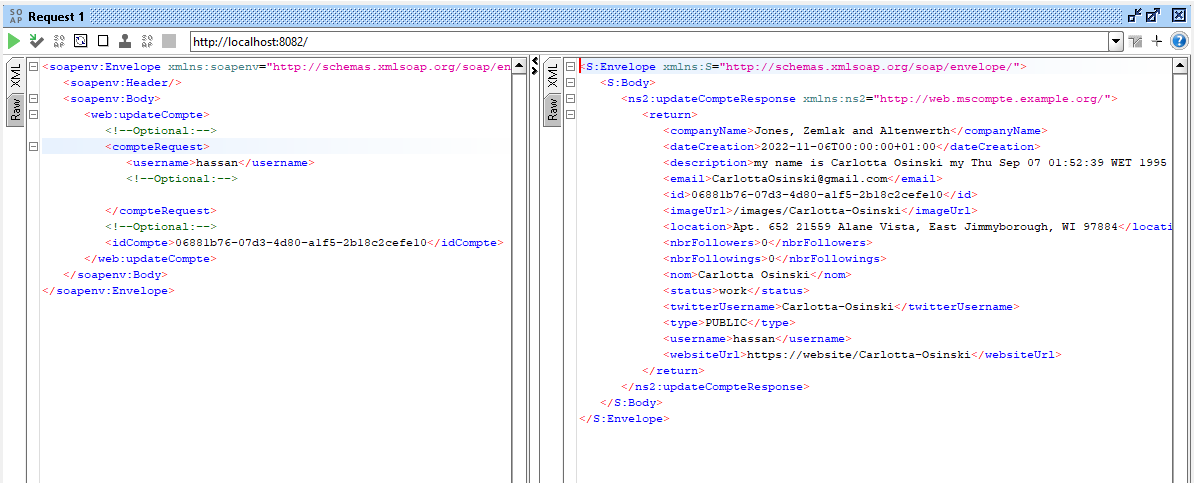 SO AP Request 1
SO AP SO AP http://localhost:8082/
XML
Raw
<soapenv:Envelope xmlns:soapenv="http://schemas.xmlsoap.org/soap/en
<soapenv:Header/>
<soapenv:Body>
<web:updateCompte>
<!--Optional:-->
<compteRequest>
<username>hassan</username>
<!--Optional:-->
</compteRequest>
<!--Optional:-->
<idCompte>06881b76-07d3-4d80-a1f5-2b18c2cefe10</idCompte>
</web:updateCompte>
</soapenv:Body>
</soapenv:Envelope>
XML
Raw
<S:Envelope xmlns:S="http://schemas.xmlsoap.org/soap/envelope/">
<S:Body>
<ns2:updateCompteResponse xmlns:ns2="http://web.mscompte.example.org/">
<return>
<companyName>Jones, Zemlak and Altenwerth</companyName>
<dateCreation>2022-11-06T00:00:00+01:00</dateCreation>
<description>my name is Carlotta Osinski my Thu Sep 07 01:52:39 WET 1995
<email>CarlottaOsinski@gmail.com</email>
<id>06881b76-07d3-4d80-a1f5-2b18c2cefe10</id>
<imageUrl>/images/Carlotta-Osinski</imageUrl>
<location>Apt. 652 21559 Alane Vista, East Jimmyborough, WI 97884</locati
<nbrFollowers>0</nbrFollowers>
<nbrFollowings>0</nbrFollowings>
<nom>Carlotta Osinski</nom>
<status>work</status>
<twitterUsername>Carlotta-Osinski</twitterUsername>
<type>PUBLIC</type>
<username>hassan</username>
<websiteUrl>https://website/Carlotta-Osinski</websiteUrl>
</return>
</ns2:updateCompteResponse>
</S:Body>
</S:Envelope>